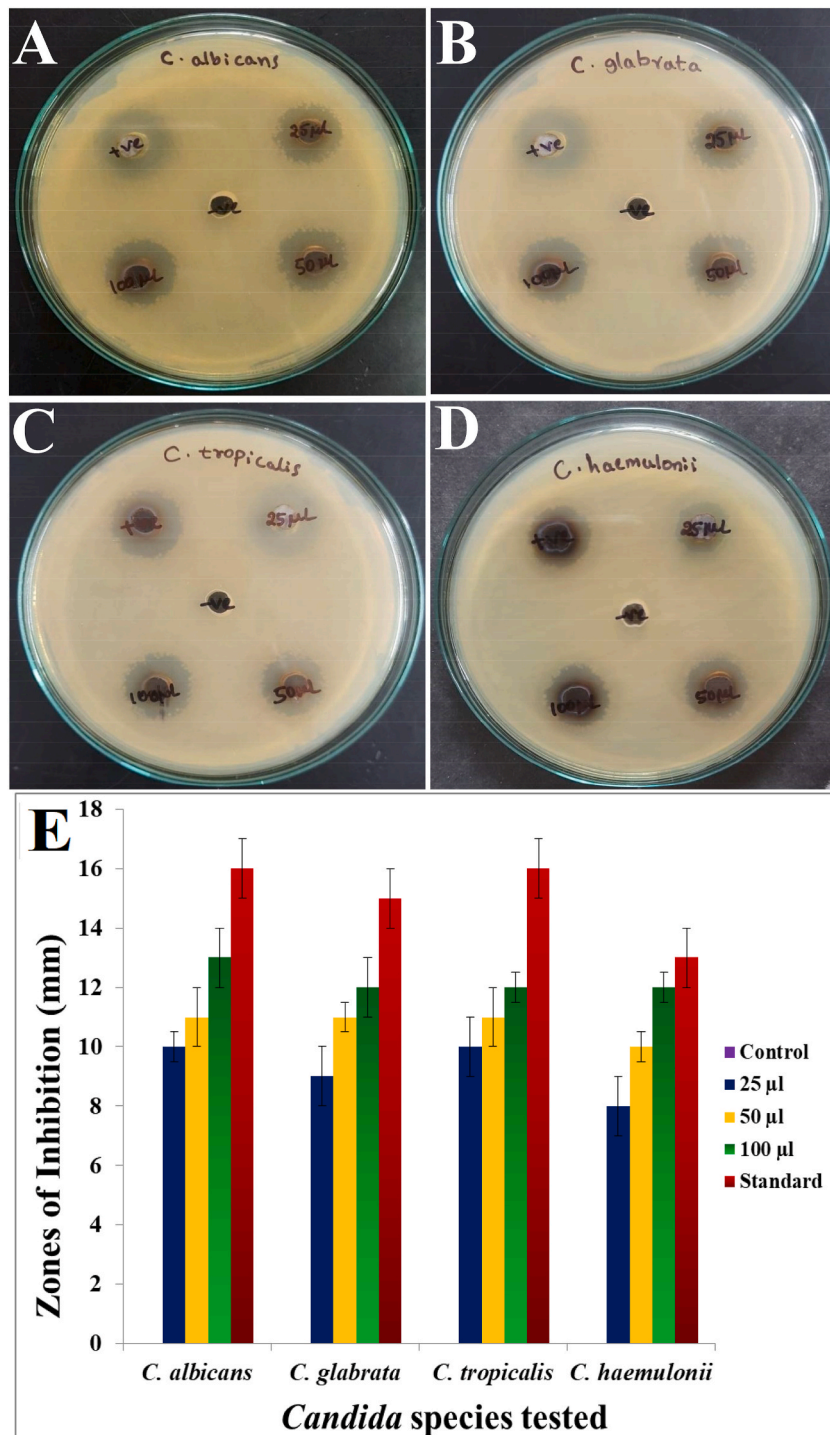 A
C. albicans
+ve
25µL
-ve
100µL
50µL
B
C. glabrata
+ve
25µL
-ve
100µL
50µL
C
C. tropicalis
+ve
25µL
-ve
100µL
50µL
D
C. haemulonii
+ve
25µL
-ve
100µL
50µL
E
18
16
14
12
10
8
6
4
2
0
Zones of Inhibition (mm)
Control
25 µl
50 µl
100 µl
Standard
C. albicans C. glabrata C. tropicalis C. haemulonii
Candida species tested